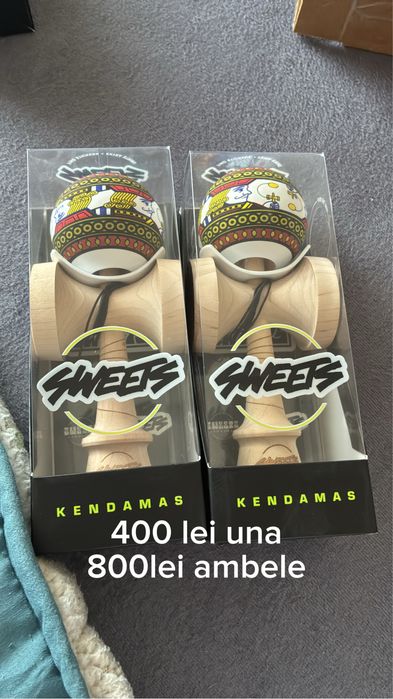 SWEETS
SWEETS
KENDAMAS
KENDAMAS
400 lei una
800lei ambele